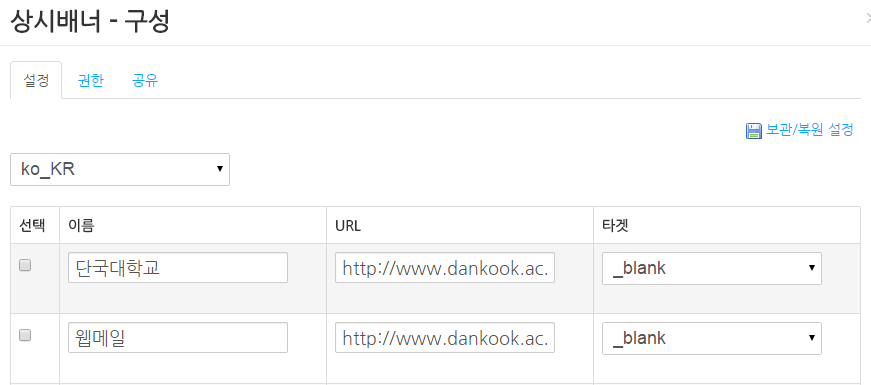 상시배너 - 구성
설정 권한 공유
보관/복원 설정
ko_KR
선택 이름 URL 타겟
단국대학교 http://www.dankook.ac. _blank
웹메일 http://www.dankook.ac. _blank